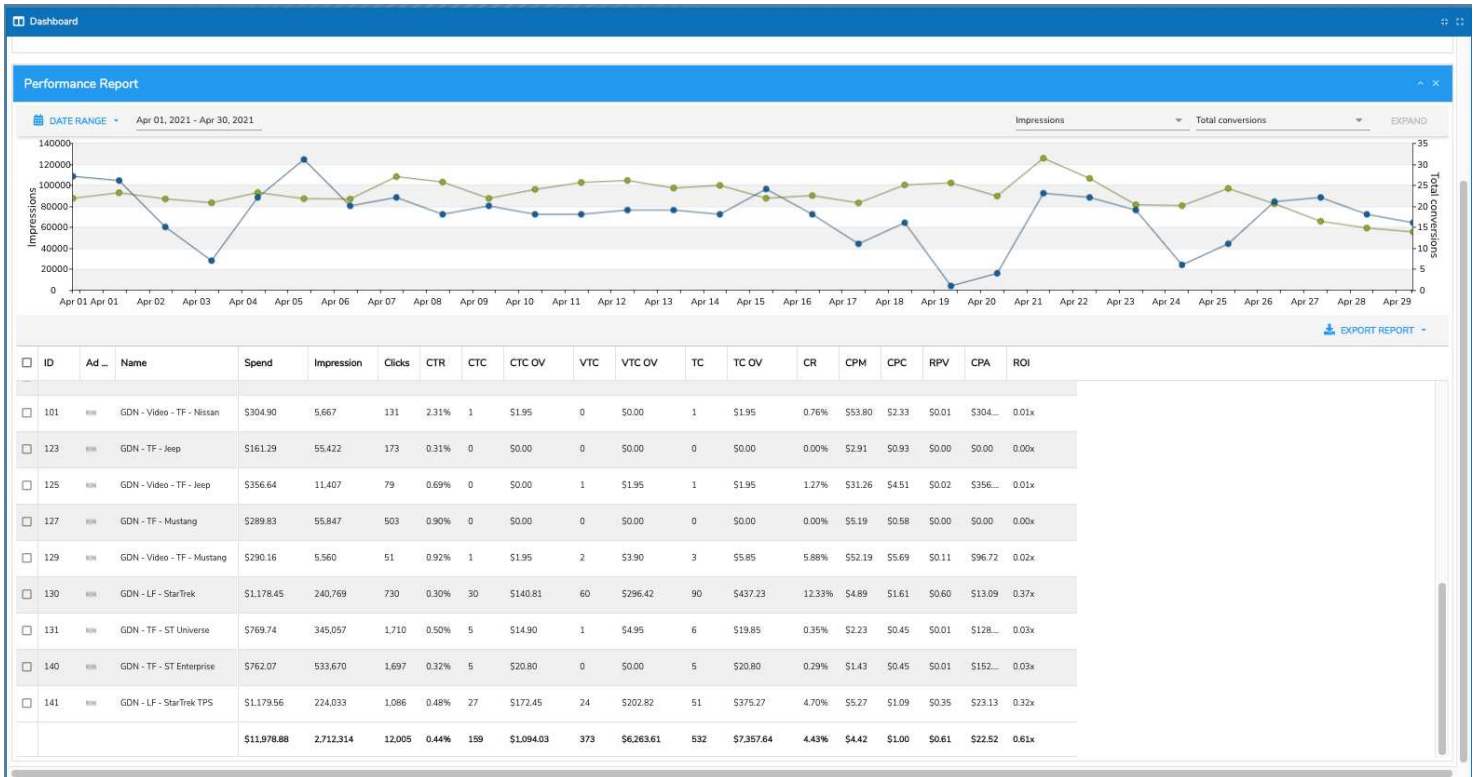 Dashboard
Performance Report
DATE RANGE Apr 01, 2021 - Apr 30, 2021 Impressions Total conversions EXPAND
140000 35
120000 30
100000 25
80000 20
60000 15
40000 10
20000 5
0 0
Impressions
Total conversions
Apr 01 Apr 01 Apr 02 Apr 03 Apr 04 Apr 05 Apr 06 Apr 07 Apr 08 Apr 09 Apr 10 Apr 11 Apr 12 Apr 13 Apr 14 Apr 15 Apr 16 Apr 17 Apr 18 Apr 19 Apr 20 Apr 21 Apr 22 Apr 23 Apr 24 Apr 25 Apr 26 Apr 27 Apr 28 Apr 29
EXPORT REPORT
ID Ad ... Name Spend Impression Clicks CTR CTC CTC OV VTC VTC OV TC TC OV CR CPM CPC RPV CPA ROI
101 GDN - Video - TF - Nissan $304.90 5,667 131 2.31% 1 $1.95 0 $0.00 1 $1.95 0.76% $53.80 $2.33 $0.01 $304... 0.01x
123 GDN - TF - Jeep $161.29 55,422 173 0.31% 0 $0.00 0 $0.00 0 $0.00 0.00% $2.91 $0.93 $0.00 $0.00 0.00x
125 GDN - Video - TF - Jeep $356.64 11,407 79 0.69% 0 $0.00 1 $1.95 1 $1.95 1.27% $31.26 $4.51 $0.02 $356... 0.01x
127 GDN - TF - Mustang $289.83 55,847 503 0.90% 0 $0.00 0 $0.00 0 $0.00 0.00% $5.19 $0.58 $0.00 $0.00 0.00x
129 GDN - Video - TF - Mustang $290.16 5,560 51 0.92% 1 $1.95 2 $3.90 3 $5.85 5.88% $52.19 $5.69 $0.11 $96.72 0.02x
130 GDN - LF - StarTrek $1,178.45 240,769 730 0.30% 30 $140.81 60 $296.42 90 $437.23 12.33% $4.89 $1.61 $0.60 $13.09 0.37x
131 GDN - TF - ST Universe $769.74 345,057 1,710 0.50% 5 $14.90 1 $4.95 6 $19.85 0.35% $2.23 $0.45 $0.01 $128... 0.03x
140 GDN - TF - ST Enterprise $762.07 533,670 1,697 0.32% 5 $20.80 0 $0.00 5 $20.80 0.29% $1.43 $0.45 $0.01 $152... 0.03x
141 GDN - LF - StarTrek TPS $1,179.56 224,033 1,086 0.48% 27 $172.45 24 $202.82 51 $375.27 4.70% $5.27 $1.09 $0.35 $23.13 0.32x
$11,978.88 2,712,314 12,005 0.44% 159 $1,094.03 373 $6,263.61 532 $7,357.64 4.43% $4.42 $1.00 $0.61 $22.52 0.61x